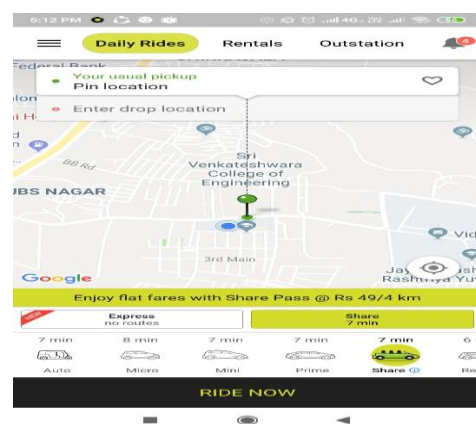 5:12 PM
Daily Rides Rentals Outstation 4
Federal Bank
Your usual pickup
Pin location
Enter drop location
BB Rd
Sri
Venkateshwara
College of
Engineering
UBS NAGAR
Vid
3rd Main
Google
Enjoy flat fares with Share Pass @ Rs 49/4 km
NEW
Express
no routes
Share
7 min
7 min 8 min 7 min 7 min 7 min 6
Auto Micro Mini Prime Share Re
RIDE NOW